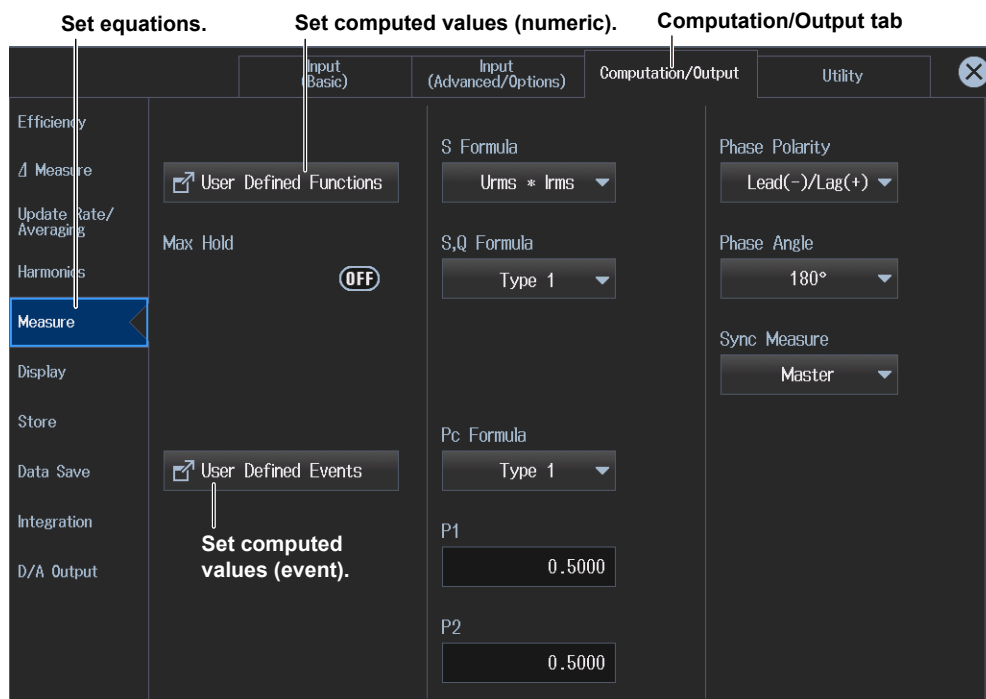 Set equations.
Set computed values (numeric).
Computation/Output tab
Input
(Basic)
Input
(Advanced/Options)
Computation/Output
Utility
Efficiency
Δ Measure
Update Rate/
Averaging
Harmonics
Measure
Display
Store
Data Save
Integration
D/A Output
User Defined Functions
Max Hold
OFF
User Defined Events
Set computed
values (event).
S Formula
Urms * Irms
S,Q Formula
Type 1
Pc Formula
Type 1
P1
0.5000
P2
0.5000
Phase Polarity
Lead(-)/Lag(+)
Phase Angle
180°
Sync Measure
Master